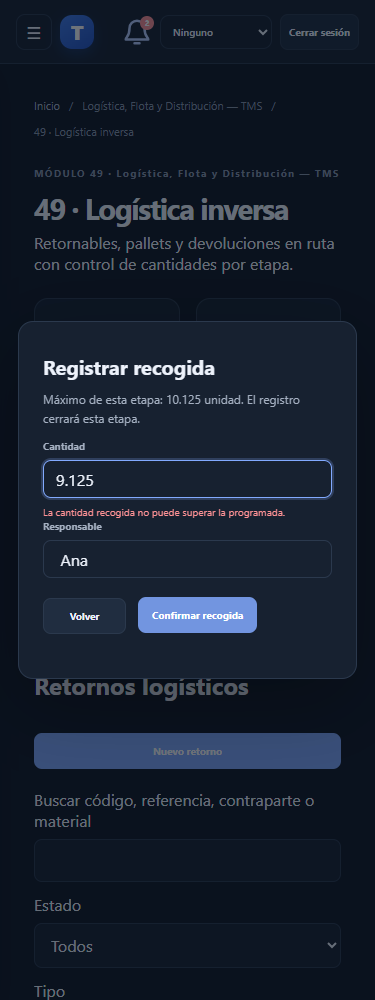 ☰
T
2
Ninguno
Cerrar sesión
Inicio / Logística, Flota y Distribución — TMS /
49 · Logística inversa
MÓDULO 49 · Logística, Flota y Distribución — TMS
49 · Logística inversa
Retornables, pallets y devoluciones en ruta
con control de cantidades por etapa.
Registrar recogida
Máximo de esta etapa: 10.125 unidad. El registro
cerrará esta etapa.
Cantidad
9.125
La cantidad recogida no puede superar la programada.
Responsable
Ana
Volver
Confirmar recogida
Retornos logísticos
Nuevo retorno
Buscar código, referencia, contraparte o
material
Estado
Todos
Tipo